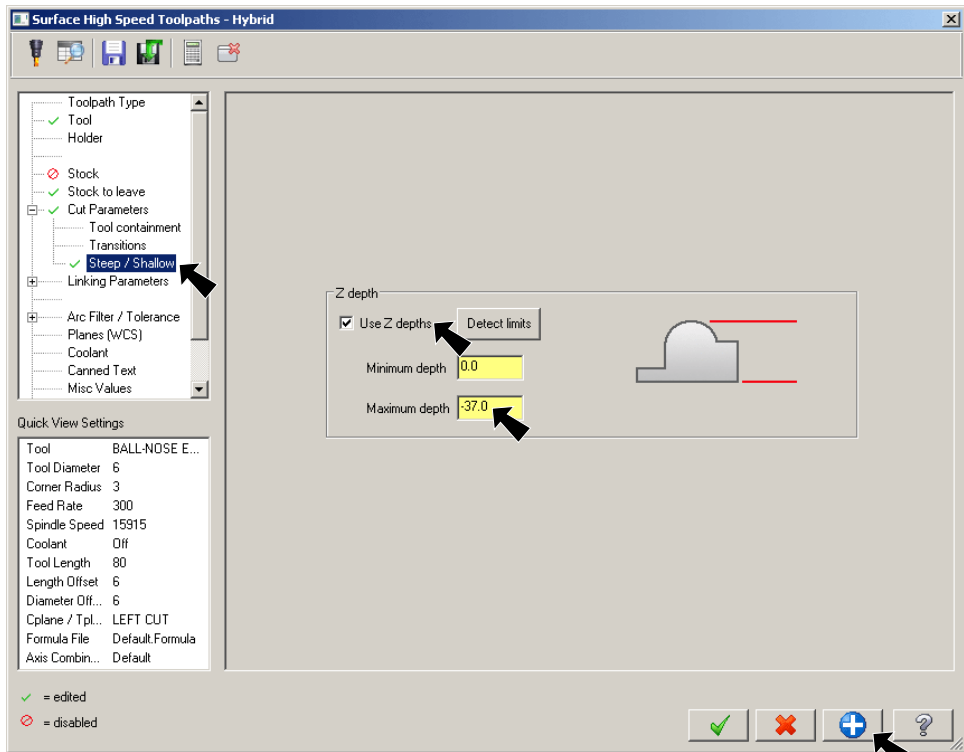 Surface High Speed Toolpaths - Hybrid
Toolpath Type
Tool
Holder
Stock
Stock to leave
Cut Parameters
Tool containment
Transitions
Steep / Shallow
Linking Parameters
Arc Filter / Tolerance
Planes (WCS)
Coolant
Canned Text
Misc Values
Z depth
Use Z depths
Detect limits
Minimum depth 0.0
Maximum depth -37.0
Quick View Settings
Tool BALL-NOSE E...
Tool Diameter 6
Corner Radius 3
Feed Rate 300
Spindle Speed 15915
Coolant Off
Tool Length 80
Length Offset 6
Diameter Off... 6
Cplane / Tpl... LEFT CUT
Formula File Default.Formula
Axis Combin... Default
= edited
= disabled